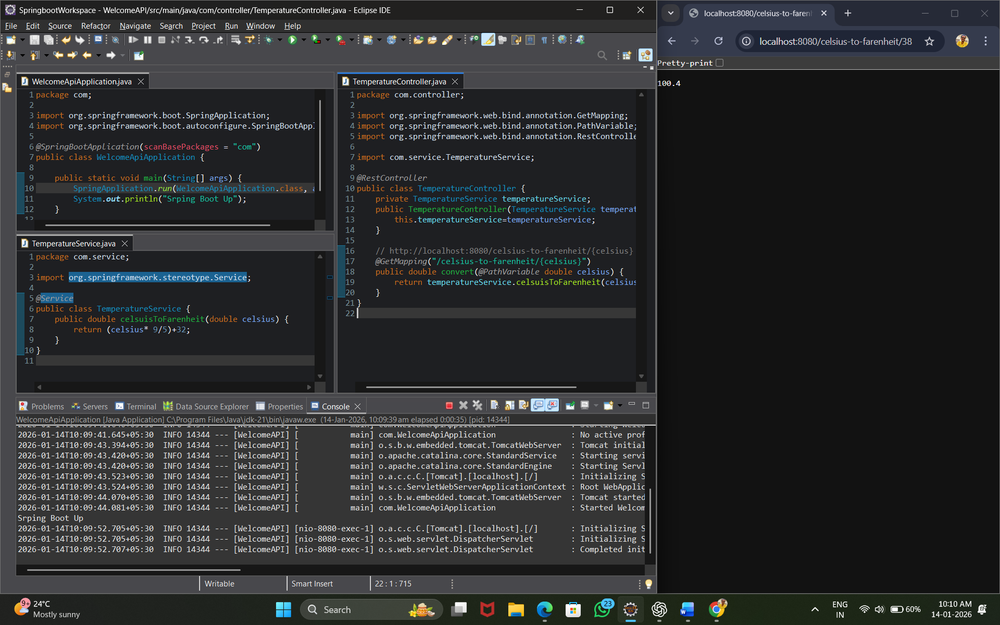 SpringbootWorkspace - WelcomeAPI/src/main/java/com/controller/TemperatureController.java - Eclipse IDE
File Edit Source Refactor Navigate Search Project Run Window Help
WelcomeApiApplication.java
1 package com;
2
3 import org.springframework.boot.SpringApplication;
4 import org.springframework.boot.autoconfigure.SpringBootAppl
5
6 @SpringBootApplication(scanBasePackages = "com")
7 public class WelcomeApiApplication {
8
9 public static void main(String[] args) {
10 SpringApplication.run(WelcomeApiApplication.class, a
11 System.out.println("Srping Boot Up");
12 }
13
TemperatureService.java
1 package com.service;
2
3 import org.springframework.stereotype.Service;
4
5 @Service
6 public class TemperatureService {
7 public double celsuisToFarenheit(double celsius) {
8 return (celsius* 9/5)+32;
9 }
10 }
11
TemperatureController.java
1 package com.controller;
2
3 import org.springframework.web.bind.annotation.GetMapping;
4 import org.springframework.web.bind.annotation.PathVariable;
5 import org.springframework.web.bind.annotation.RestControlle
6
7 import com.service.TemperatureService;
8
9 @RestController
10 public class TemperatureController {
11 private TemperatureService temperatureService;
12 public TemperatureController(TemperatureService temperat
13 this.temperatureService=temperatureService;
14 }
15
16 // http://localhost:8080/celsius-to-farenheit/{celsius}
17 @GetMapping("/celsius-to-farenheit/{celsius}")
18 public double convert(@PathVariable double celsius) {
19 return temperatureService.celsuisToFarenheit(celsius
20 }
21 }
22
Problems Servers Terminal Data Source Explorer Properties Console
WelcomeApiApplication [Java Application] C:\Program Files\Java\jdk-21\bin\javaw.exe (14-Jan-2026, 10:09:39 am elapsed 0:00:35) [pid: 14344]
2026-01-14T10:09:41.645+05:30 INFO 14344 --- [WelcomeAPI] [ main] com.WelcomeApiApplication : No active prof
2026-01-14T10:09:43.394+05:30 INFO 14344 --- [WelcomeAPI] [ main] o.s.b.w.embedded.tomcat.TomcatWebServer : Tomcat initial
2026-01-14T10:09:43.420+05:30 INFO 14344 --- [WelcomeAPI] [ main] o.apache.catalina.core.StandardService : Starting servi
2026-01-14T10:09:43.420+05:30 INFO 14344 --- [WelcomeAPI] [ main] o.apache.catalina.core.StandardEngine : Starting Servl
2026-01-14T10:09:43.523+05:30 INFO 14344 --- [WelcomeAPI] [ main] o.a.c.c.C.[Tomcat].[localhost].[/] : Initializing S
2026-01-14T10:09:43.524+05:30 INFO 14344 --- [WelcomeAPI] [ main] w.s.c.ServletWebServerApplicationContext : Root WebApplic
2026-01-14T10:09:44.070+05:30 INFO 14344 --- [WelcomeAPI] [ main] o.s.b.w.embedded.tomcat.TomcatWebServer : Tomcat started
2026-01-14T10:09:44.081+05:30 INFO 14344 --- [WelcomeAPI] [ main] com.WelcomeApiApplication : Started Welcom
Srping Boot Up
2026-01-14T10:09:52.705+05:30 INFO 14344 --- [WelcomeAPI] [nio-8080-exec-1] o.a.c.c.C.[Tomcat].[localhost].[/] : Initializing S
2026-01-14T10:09:52.705+05:30 INFO 14344 --- [WelcomeAPI] [nio-8080-exec-1] o.s.web.servlet.DispatcherServlet : Initializing S
2026-01-14T10:09:52.707+05:30 INFO 14344 --- [WelcomeAPI] [nio-8080-exec-1] o.s.web.servlet.DispatcherServlet : Completed init
Writable Smart Insert 22 : 1 : 715
localhost:8080/celsius-to-faren
localhost:8080/celsius-to-farenheit/38
Pretty-print
100.4
9+ 24°C
Mostly sunny
Search
23
ENG
IN
60%
10:10 AM
14-01-2026